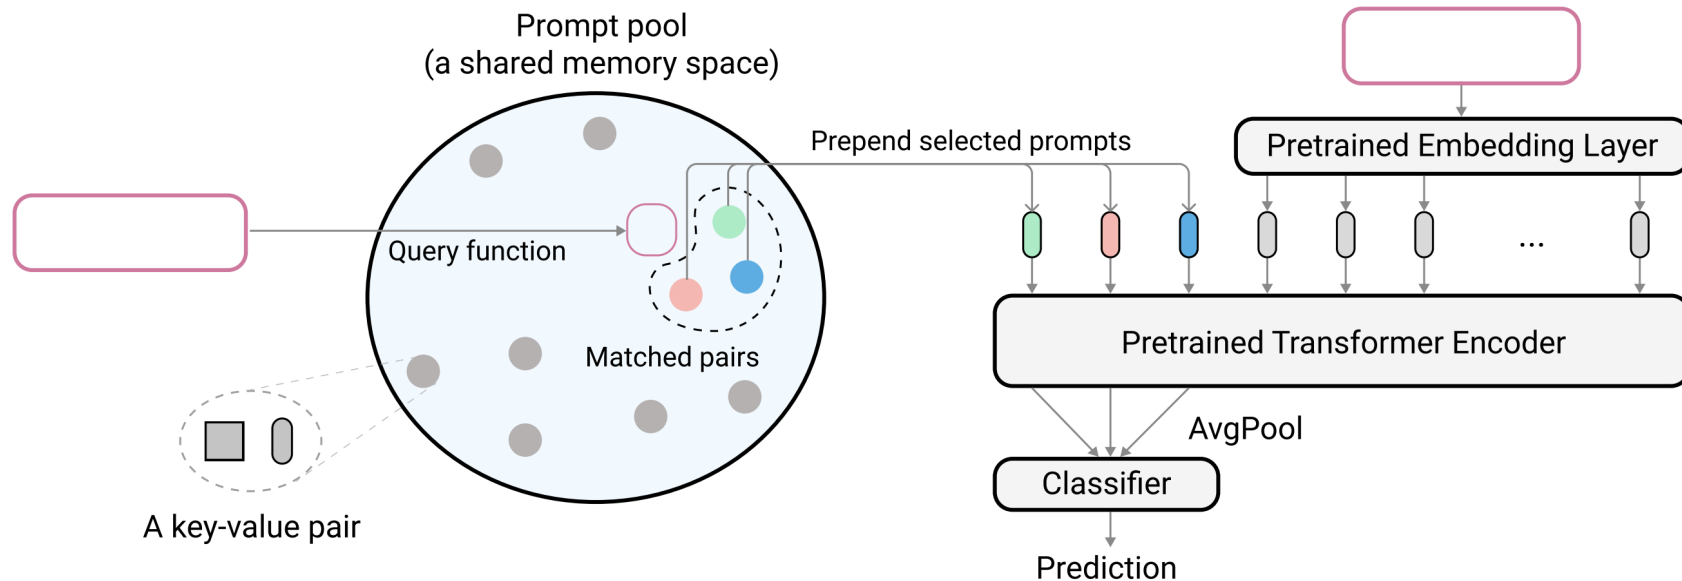 Prompt pool
(a shared memory space)
Prepend selected prompts
Pretrained Embedding Layer
Query function
...
Matched pairs
Pretrained Transformer Encoder
AvgPool
Classifier
A key-value pair
Prediction